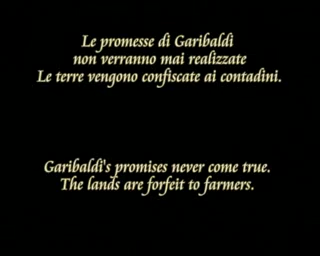 Le promesse di Garibaldi
non verranno mai realizzate
Le terre vengono confiscate ai contadini.
Garibaldi's promises never come true.
The lands are forfeit to farmers.